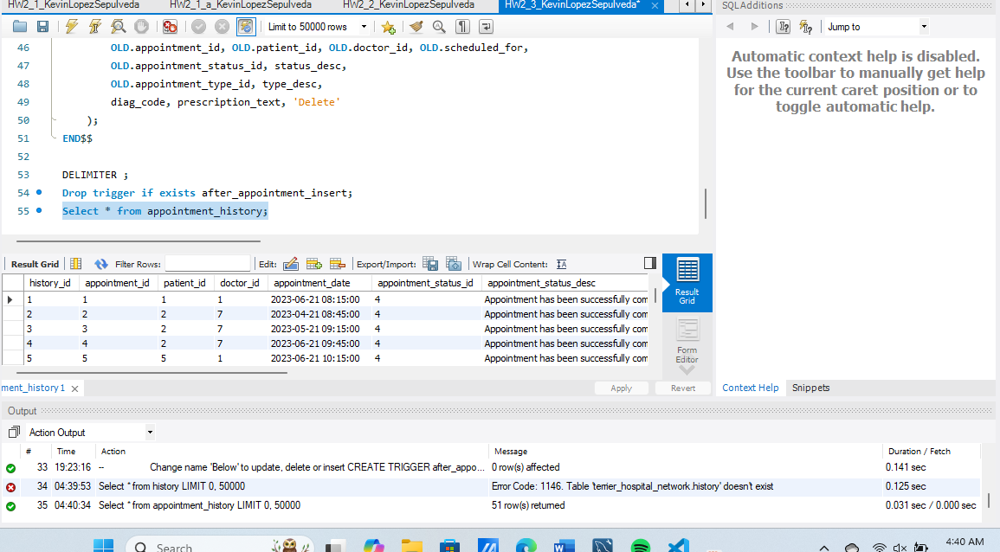 HW2_1_KevinLopezSepulveda HW2_1_a_KevinLopezSepulveda HW2_2_KevinLopezSepulveda HW2_3_KevinLopezSepulveda* SQLAdditions
Limit to 50000 rows Jump to
46 OLD.appointment_id, OLD.patient_id, OLD.doctor_id, OLD.scheduled_for,
47 OLD.appointment_status_id, status_desc,
48 OLD.appointment_type_id, type_desc,
49 diag_code, prescription_text, 'Delete'
50 );
51 END$$
52
53 DELIMITER ;
54 Drop trigger if exists after_appointment_insert;
55 Select * from appointment_history;
Automatic context help is disabled.
Use the toolbar to manually get help
for the current caret position or to
toggle automatic help.
Result Grid Filter Rows: Edit: Export/Import: Wrap Cell Content: IA
history_id appointment_id patient_id doctor_id appointment_date appointment_status_id appointment_status_desc
1 1 1 1 2023-06-21 08:15:00 4 Appointment has been successfully com
2 2 2 7 2023-04-21 08:45:00 4 Appointment has been successfully com
3 3 2 7 2023-05-21 09:15:00 4 Appointment has been successfully com
4 4 2 7 2023-06-21 09:45:00 4 Appointment has been successfully com
5 5 5 1 2023-06-21 10:15:00 4 Appointment has been successfully com
Result
Grid
Form
Editor
ment_history 1 Apply Revert Context Help Snippets
Output
Action Output
# Time Action Message Duration / Fetch
33 19:23:16 -- Change name 'Below' to update, delete or insert CREATE TRIGGER after_appo... 0 row(s) affected 0.141 sec
34 04:39:53 Select * from history LIMIT 0, 50000 Error Code: 1146. Table 'terrier_hospital_network.history' doesn't exist 0.125 sec
35 04:40:34 Select * from appointment_history LIMIT 0, 50000 51 row(s) returned 0.031 sec / 0.000 sec
Search 4:40 AM